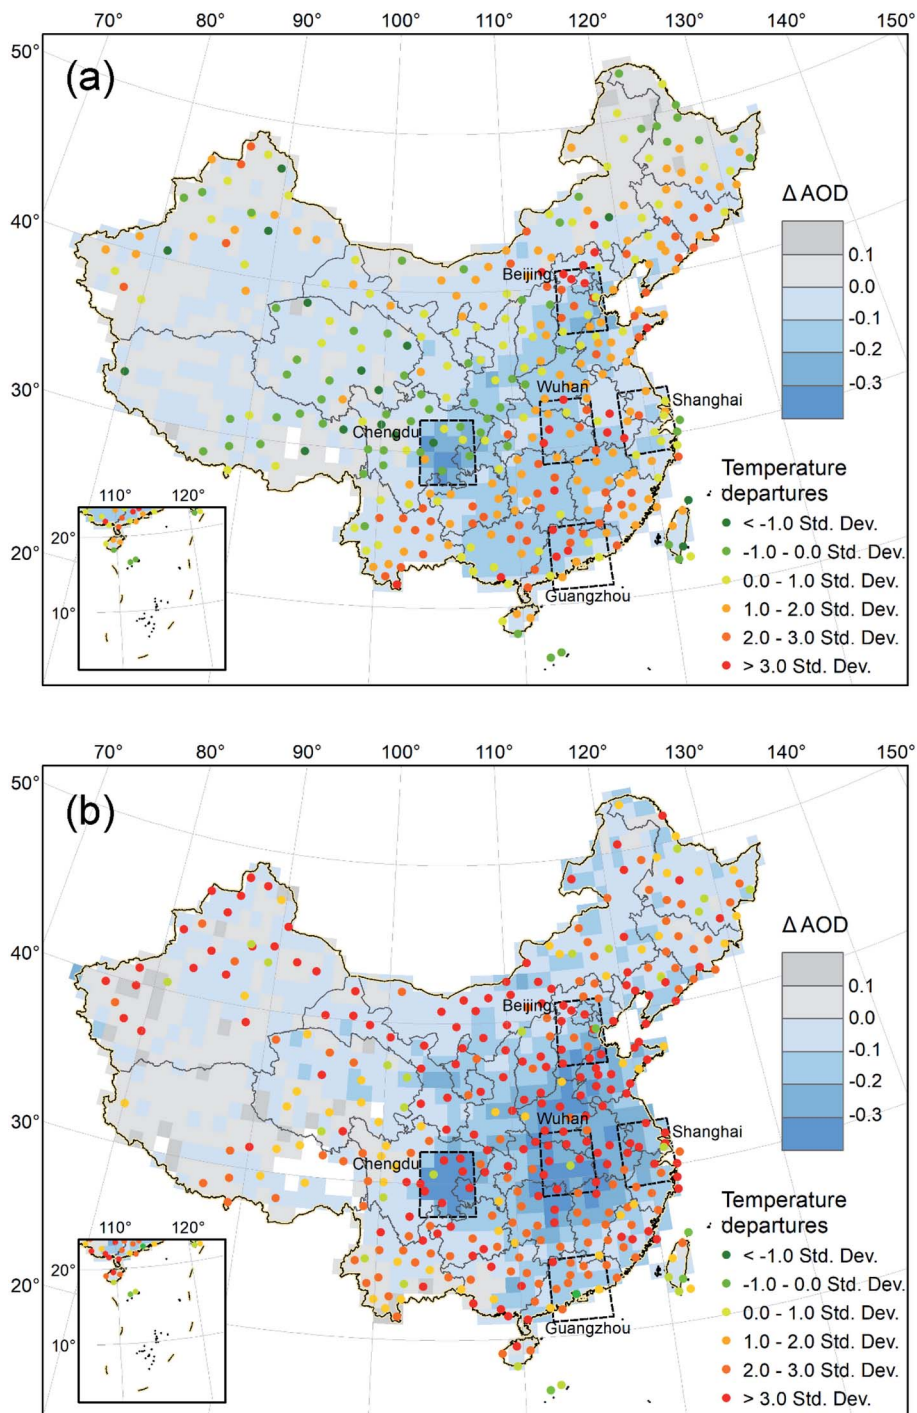 70° 80° 90° 100° 110° 120° 130° 150°
50°
(a)
Δ AOD
40°
0.1
0.0
Beijing
-0.1
-0.2
30°
-0.3
Wuhan
Shanghai
Chengdu
Temperature
departures
110° 120°
< -1.0 Std. Dev.
20°
20°
-1.0 - 0.0 Std. Dev.
0.0 - 1.0 Std. Dev.
Guangzhou
10°
1.0 - 2.0 Std. Dev.
2.0 - 3.0 Std. Dev.
> 3.0 Std. Dev.
70° 80° 90° 100° 110° 120° 130° 150°
50°
(b)
Δ AOD
40°
0.1
0.0
Beijing
-0.1
-0.2
30°
-0.3
Wuhan
Shanghai
Chengdu
Temperature
departures
110° 120°
< -1.0 Std. Dev.
20°
20°
-1.0 - 0.0 Std. Dev.
0.0 - 1.0 Std. Dev.
Guangzhou
10°
1.0 - 2.0 Std. Dev.
2.0 - 3.0 Std. Dev.
> 3.0 Std. Dev.